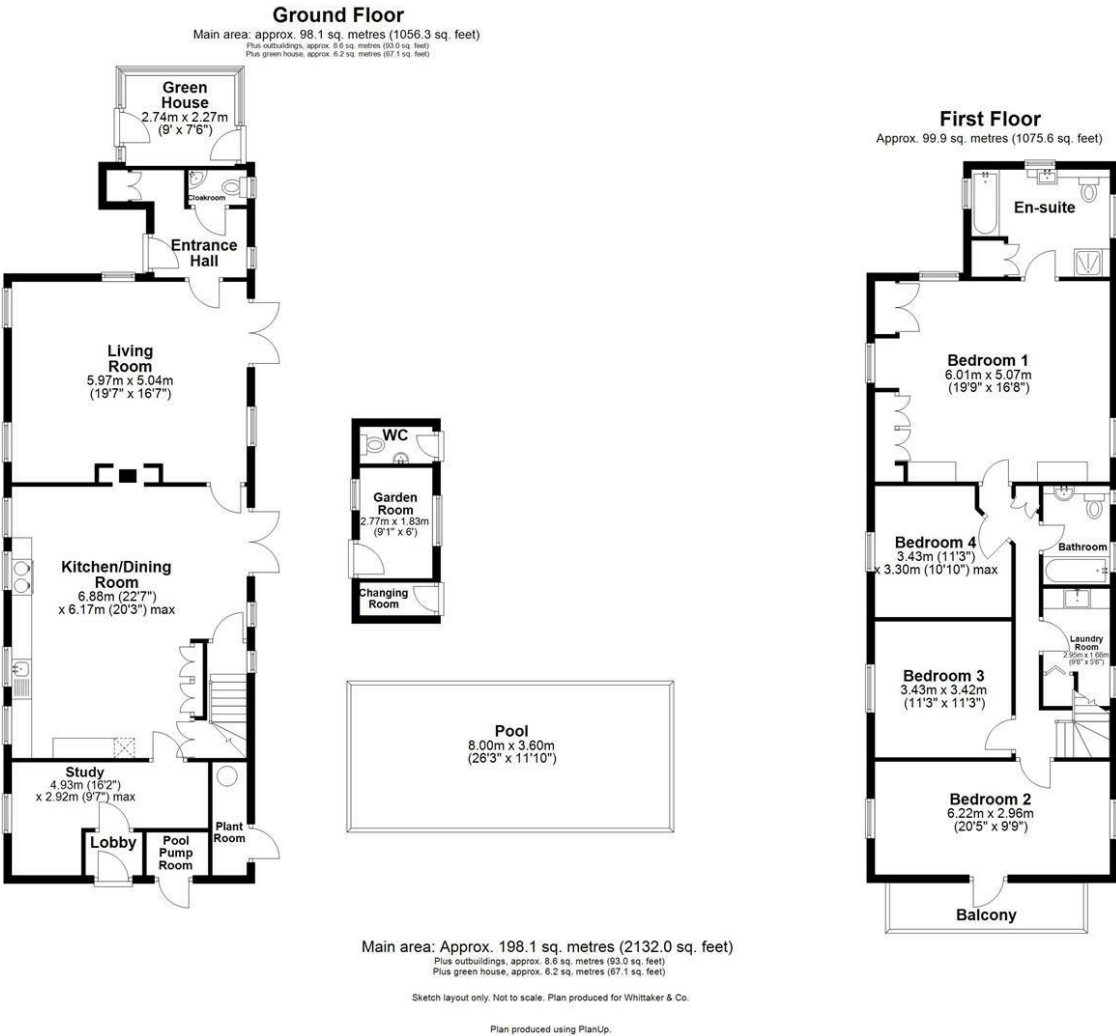 Ground Floor
Main area: approx. 98.1 sq. metres (1056.3 sq. feet)
Plus outbuildings, approx. 8.6 sq. metres (93.0 sq. feet)
Plus green house, approx. 6.2 sq. metres (67.1 sq. feet)
Green
House
2.74m x 2.27m
(9' x 7'6")
Cloakroom
Entrance
Hall
Living
Room
5.97m x 5.04m
(19'7" x 16'7")
Kitchen/Dining
Room
6.88m (22'7")
x 6.17m (20'3") max
Study
4.93m (16'2")
x 2.92m (9'7") max
Lobby
Pool
Pump
Room
Plant
Room
WC
Garden
Room
2.77m x 1.83m
(9'1" x 6')
Changing
Room
Pool
8.00m x 3.60m
(26'3" x 11'10")
First Floor
Approx. 99.9 sq. metres (1075.6 sq. feet)
En-suite
Bedroom 1
6.01m x 5.07m
(19'9" x 16'8")
Bedroom 4
3.43m (11'3")
x 3.30m (10'10") max
Bathroom
Laundry
Room
2.95m x 1.68m
(9'8" x 5'6")
Bedroom 3
3.43m x 3.42m
(11'3" x 11'3")
Bedroom 2
6.22m x 2.96m
(20'5" x 9'9")
Balcony
Main area: Approx. 198.1 sq. metres (2132.0 sq. feet)
Plus outbuildings, approx. 8.6 sq. metres (93.0 sq. feet)
Plus green house, approx. 6.2 sq. metres (67.1 sq. feet)
Sketch layout only. Not to scale. Plan produced for Whittaker & Co.
Plan produced using PlanUp.